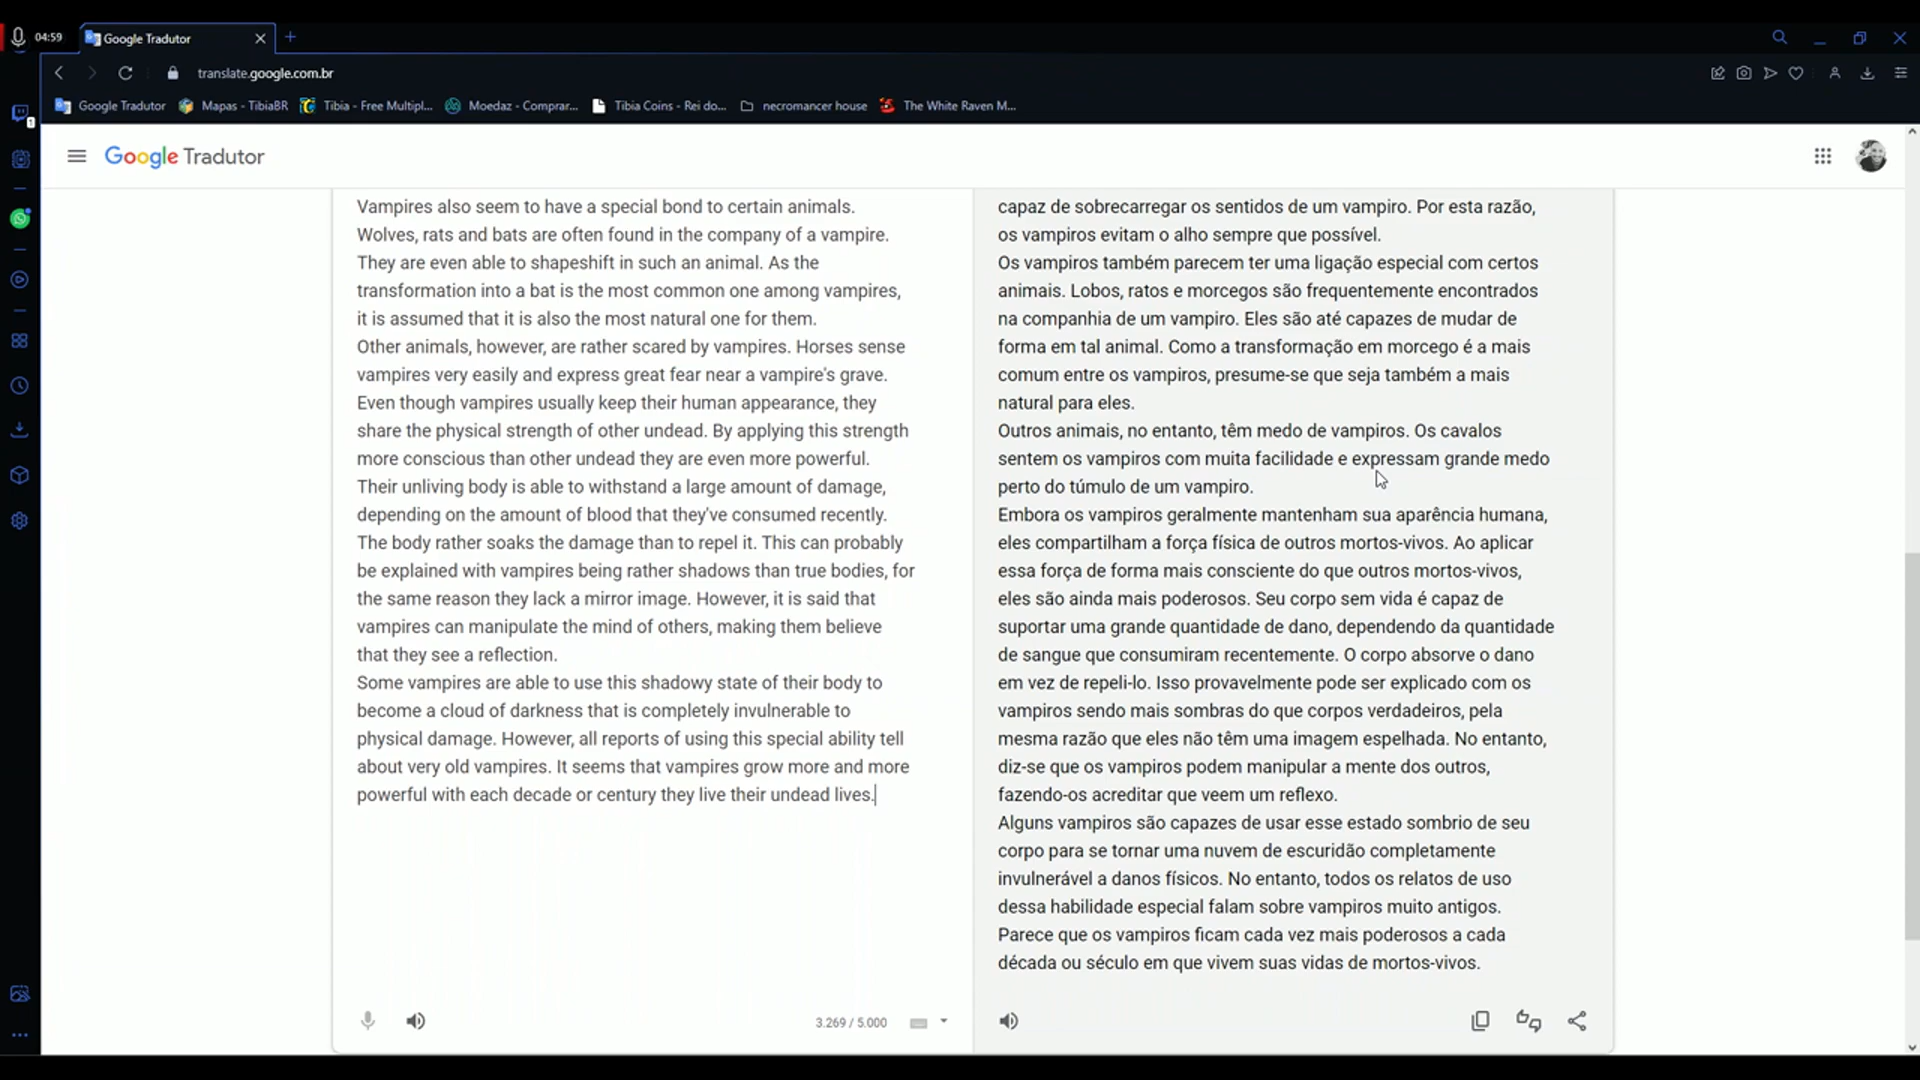 04:59
Google Tradutor
translate.google.com.br
Google Tradutor
Mapas - TibiaBR
Tibia - Free Multipl...
Moedaz - Comprar...
Tibia Coins - Rei do...
necromancer house
The White Raven M...
1
Google Tradutor
Vampires also seem to have a special bond to certain animals.
Wolves, rats and bats are often found in the company of a vampire.
They are even able to shapeshift in such an animal. As the
transformation into a bat is the most common one among vampires,
it is assumed that it is also the most natural one for them.
Other animals, however, are rather scared by vampires. Horses sense
vampires very easily and express great fear near a vampire's grave.
Even though vampires usually keep their human appearance, they
share the physical strength of other undead. By applying this strength
more conscious than other undead they are even more powerful.
Their unliving body is able to withstand a large amount of damage,
depending on the amount of blood that they've consumed recently.
The body rather soaks the damage than to repel it. This can probably
be explained with vampires being rather shadows than true bodies, for
the same reason they lack a mirror image. However, it is said that
vampires can manipulate the mind of others, making them believe
that they see a reflection.
Some vampires are able to use this shadowy state of their body to
become a cloud of darkness that is completely invulnerable to
physical damage. However, all reports of using this special ability tell
about very old vampires. It seems that vampires grow more and more
powerful with each decade or century they live their undead lives.
3.269 / 5.000
capaz de sobrecarregar os sentidos de um vampiro. Por esta razão,
os vampiros evitam o alho sempre que possível.
Os vampiros também parecem ter uma ligação especial com certos
animais. Lobos, ratos e morcegos são frequentemente encontrados
na companhia de um vampiro. Eles são até capazes de mudar de
forma em tal animal. Como a transformação em morcego é a mais
comum entre os vampiros, presume-se que seja também a mais
natural para eles.
Outros animais, no entanto, têm medo de vampiros. Os cavalos
sentem os vampiros com muita facilidade e expressam grande medo
perto do túmulo de um vampiro.
Embora os vampiros geralmente mantenham sua aparência humana,
eles compartilham a força física de outros mortos-vivos. Ao aplicar
essa força de forma mais consciente do que outros mortos-vivos,
eles são ainda mais poderosos. Seu corpo sem vida é capaz de
suportar uma grande quantidade de dano, dependendo da quantidade
de sangue que consumiram recentemente. O corpo absorve o dano
em vez de repeli-lo. Isso provavelmente pode ser explicado com os
vampiros sendo mais sombras do que corpos verdadeiros, pela
mesma razão que eles não têm uma imagem espelhada. No entanto,
diz-se que os vampiros podem manipular a mente dos outros,
fazendo-os acreditar que veem um reflexo.
Alguns vampiros são capazes de usar esse estado sombrio de seu
corpo para se tornar uma nuvem de escuridão completamente
invulnerável a danos físicos. No entanto, todos os relatos de uso
dessa habilidade especial falam sobre vampiros muito antigos.
Parece que os vampiros ficam cada vez mais poderosos a cada
década ou século em que vivem suas vidas de mortos-vivos.